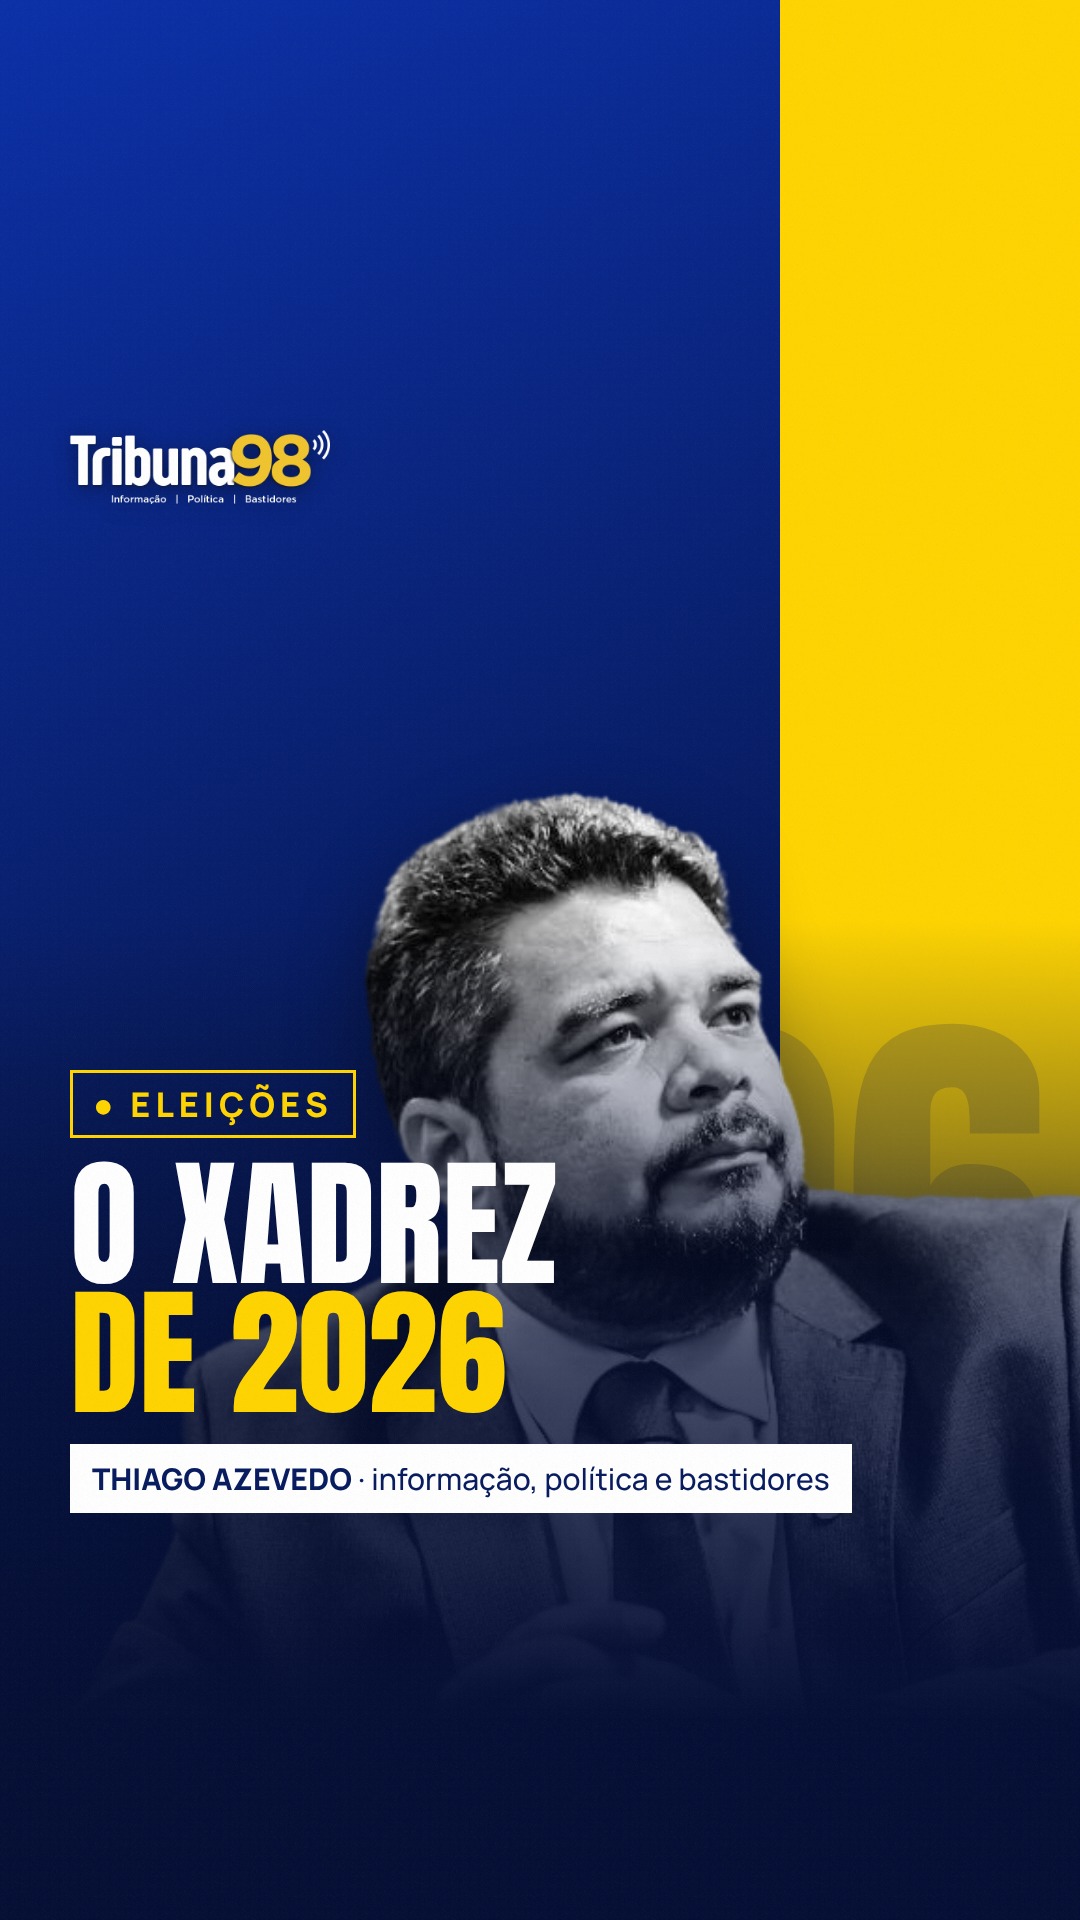 Tribuna98
Informação | Política | Bastidores
• ELEIÇÕES
O XADREZ
DE 2026
THIAGO AZEVEDO · informação, política e bastidores